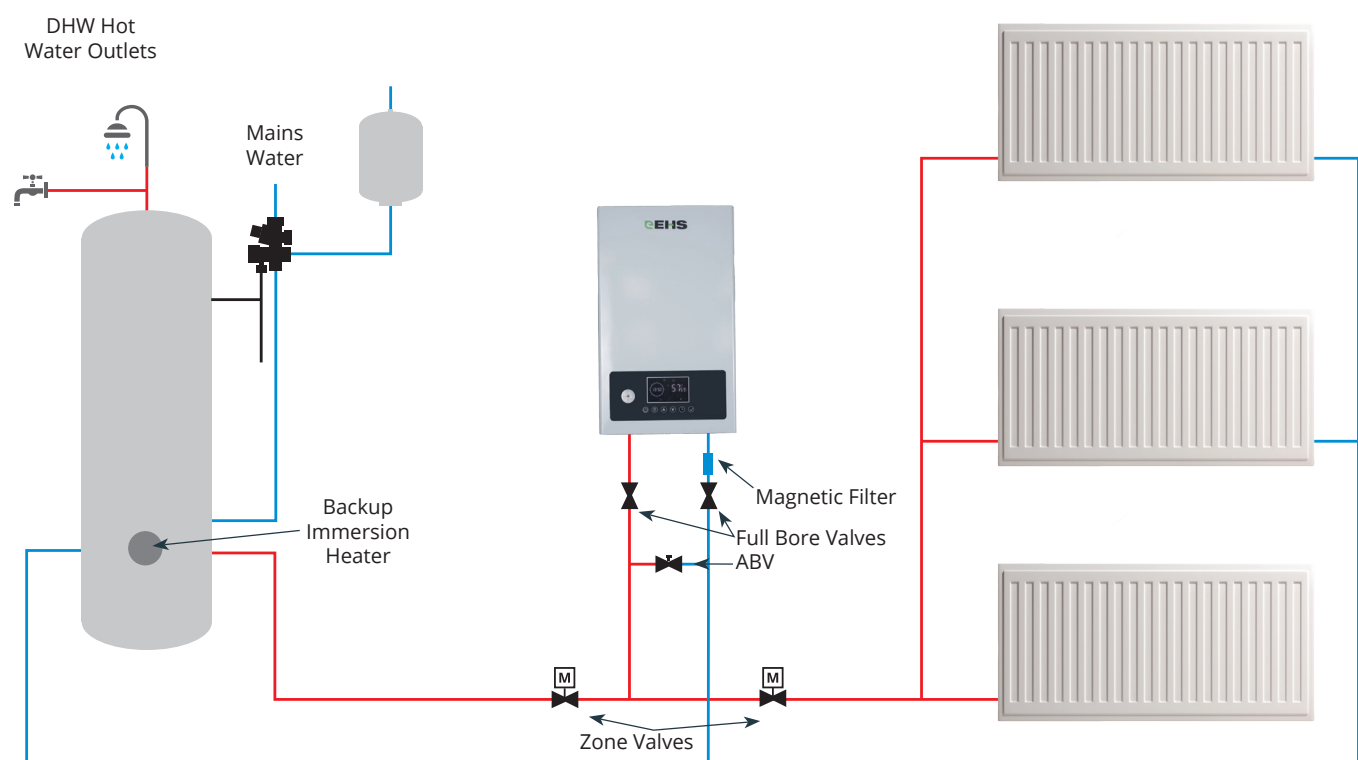 DHW Hot
Water Outlets
Mains
Water
EHS
Magnetic Filter
Full Bore Valves
ABV
Backup
Immersion
Heater
M
M
Zone Valves